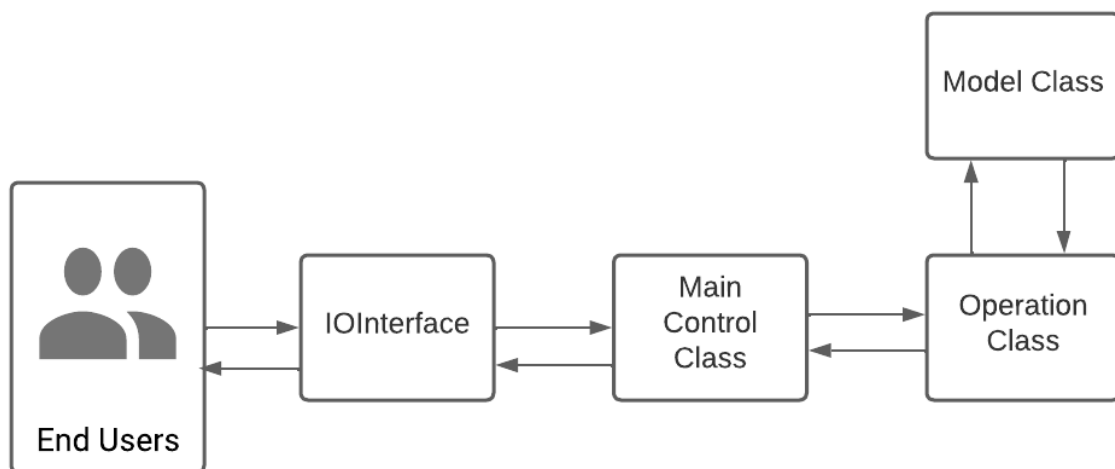 Model Class
IOInterface
Main
Control
Class
Operation
Class
End Users